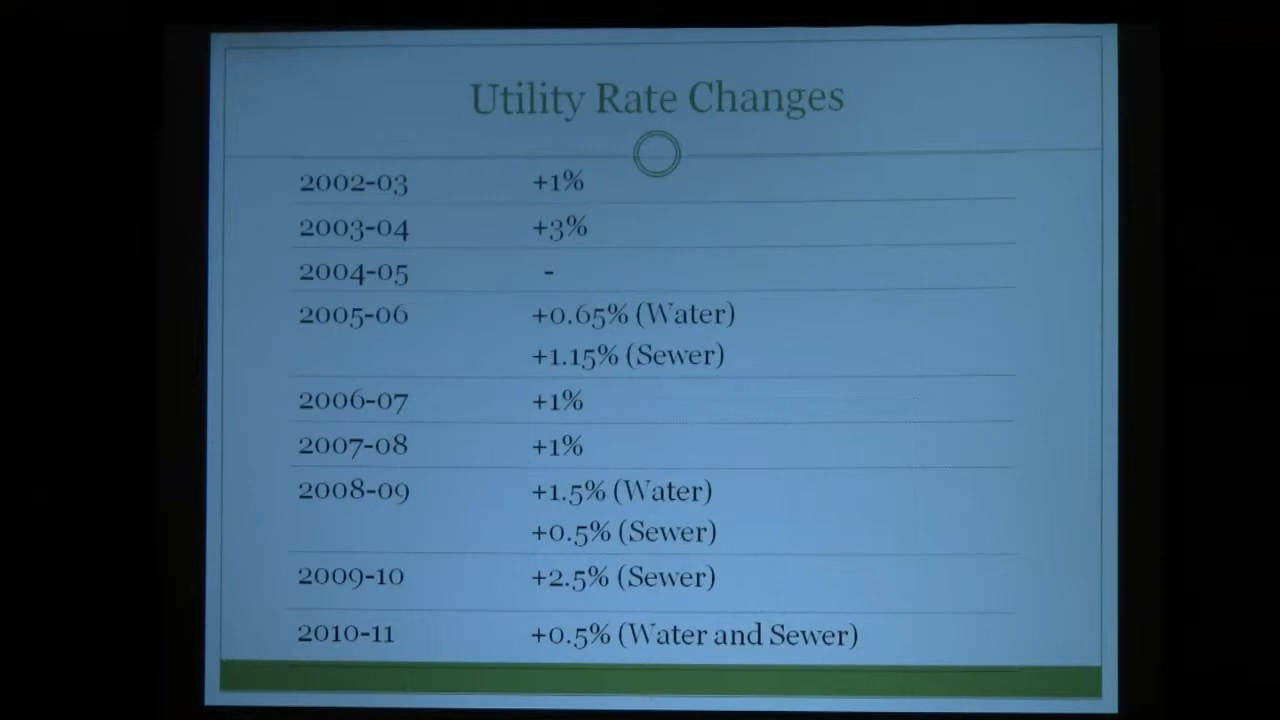 Utility Rate Changes
2002-03 +1%
2003-04 +3%
2004-05 -
2005-06 +0.65% (Water)
+1.15% (Sewer)
2006-07 +1%
2007-08 +1%
2008-09 +1.5% (Water)
+0.5% (Sewer)
2009-10 +2.5% (Sewer)
2010-11 +0.5% (Water and Sewer)